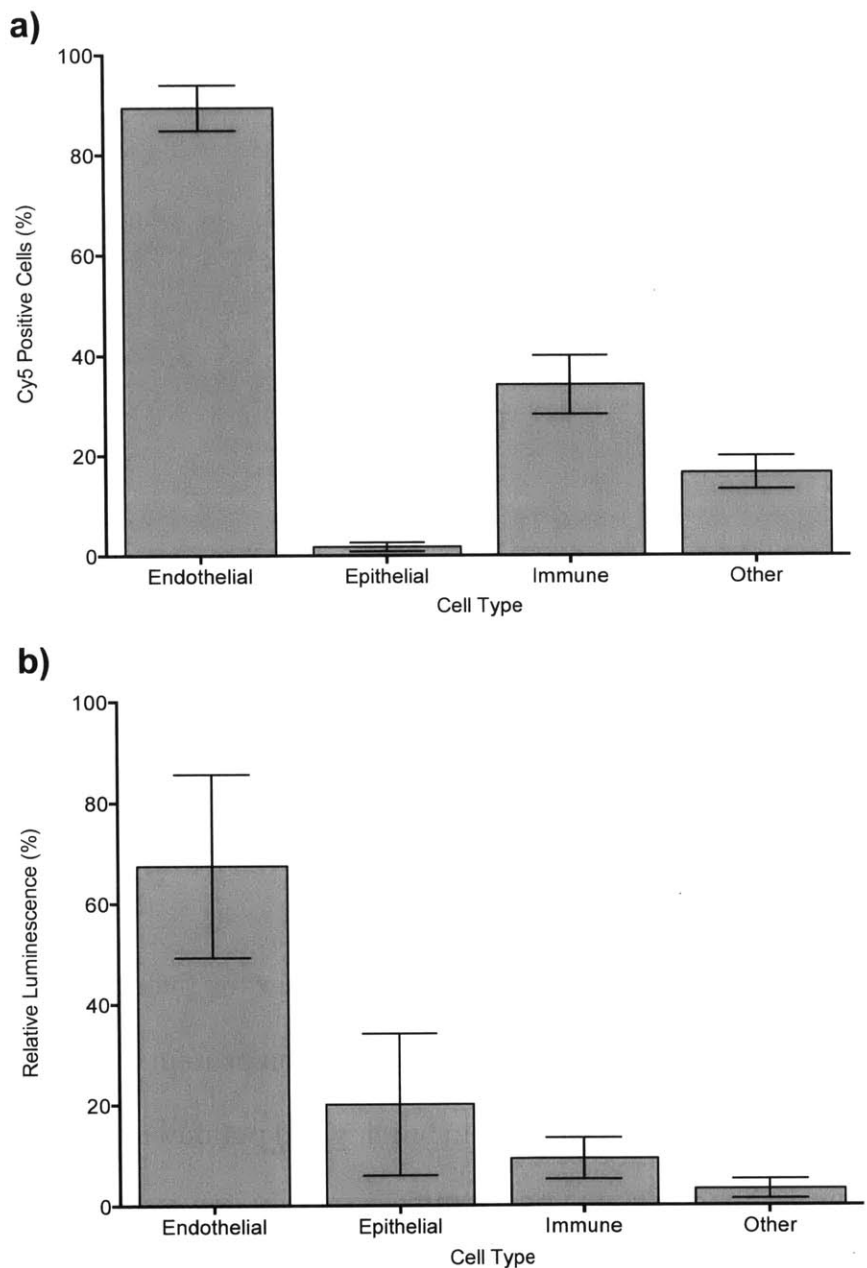 a)
100
80
60
40
20
0
Cy5 Positive Cells (%)
Endothelial Epithelial Immune Other
Cell Type
b)
100
80
60
40
20
0
Relative Luminescence (%)
Endothelial Epithelial Immune Other
Cell Type